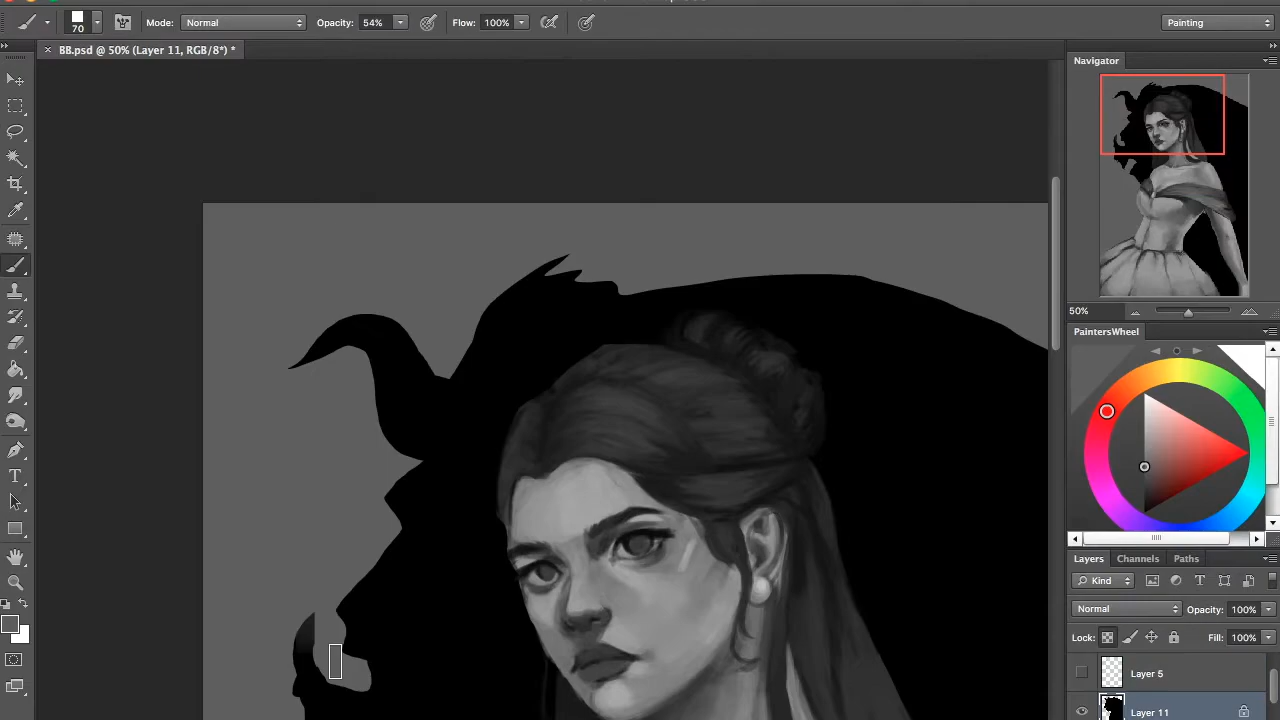 70 Mode: Normal Opacity: 54% Flow: 100% Painting
× BB.psd @ 50% (Layer 11, RGB/8*) *
Navigator
50%
PaintersWheel
Layers Channels Paths
Kind
Normal Opacity: 100%
Lock: Fill: 100%
Layer 5
Layer 11